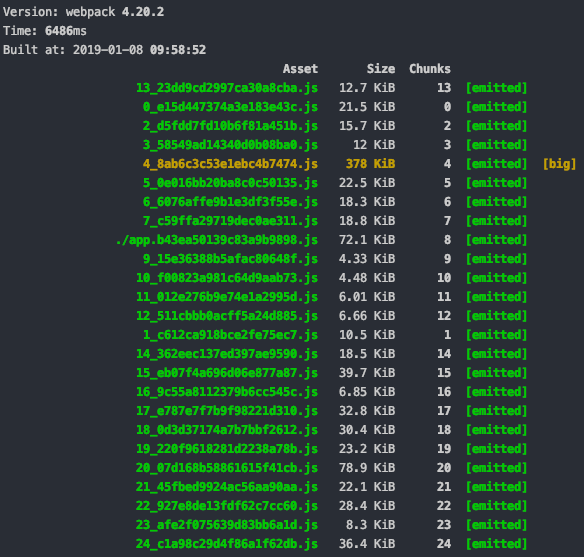 Version: webpack 4.20.2
Time: 6486ms
Built at: 2019-01-08 09:58:52
Asset Size Chunks
13_23dd9cd2997ca30a8cba.js 12.7 KiB 13 [emitted]
0_e15d447374a3e183e43c.js 21.5 KiB 0 [emitted]
2_d5fdd7fd10b6f81a451b.js 15.7 KiB 2 [emitted]
3_58549ad14340d0b08ba0.js 12 KiB 3 [emitted]
4_8ab6c3c53e1ebc4b7474.js 378 KiB 4 [emitted] [big]
5_0e016bb20ba8c0c50135.js 22.5 KiB 5 [emitted]
6_6076affe9b1e3df3f55e.js 18.3 KiB 6 [emitted]
7_c59ffa29719dec0ae311.js 18.8 KiB 7 [emitted]
./app.b43ea50139c83a9b9898.js 72.1 KiB 8 [emitted]
9_15e36388b5afac80648f.js 4.33 KiB 9 [emitted]
10_f00823a981c64d9aab73.js 4.48 KiB 10 [emitted]
11_012e276b9e74e1a2995d.js 6.01 KiB 11 [emitted]
12_511cbbb0acff5a24d885.js 6.66 KiB 12 [emitted]
1_c612ca918bce2fe75ec7.js 10.5 KiB 1 [emitted]
14_362eec137ed397ae9590.js 18.5 KiB 14 [emitted]
15_eb07f4a696d06e877a87.js 39.7 KiB 15 [emitted]
16_9c55a8112379b6cc545c.js 6.85 KiB 16 [emitted]
17_e787e7f7b9f98221d310.js 32.8 KiB 17 [emitted]
18_0d3d37174a7b7bbf2612.js 30.4 KiB 18 [emitted]
19_220f9618281d2238a78b.js 23.2 KiB 19 [emitted]
20_07d168b58861615f41cb.js 78.9 KiB 20 [emitted]
21_45fbed9924ac56aa90aa.js 22.1 KiB 21 [emitted]
22_927e8de13fdf62c7cc60.js 28.4 KiB 22 [emitted]
23_afe2f075639d83bb6a1d.js 8.3 KiB 23 [emitted]
24_c1a98c29d4f86a1f62db.js 36.4 KiB 24 [emitted]